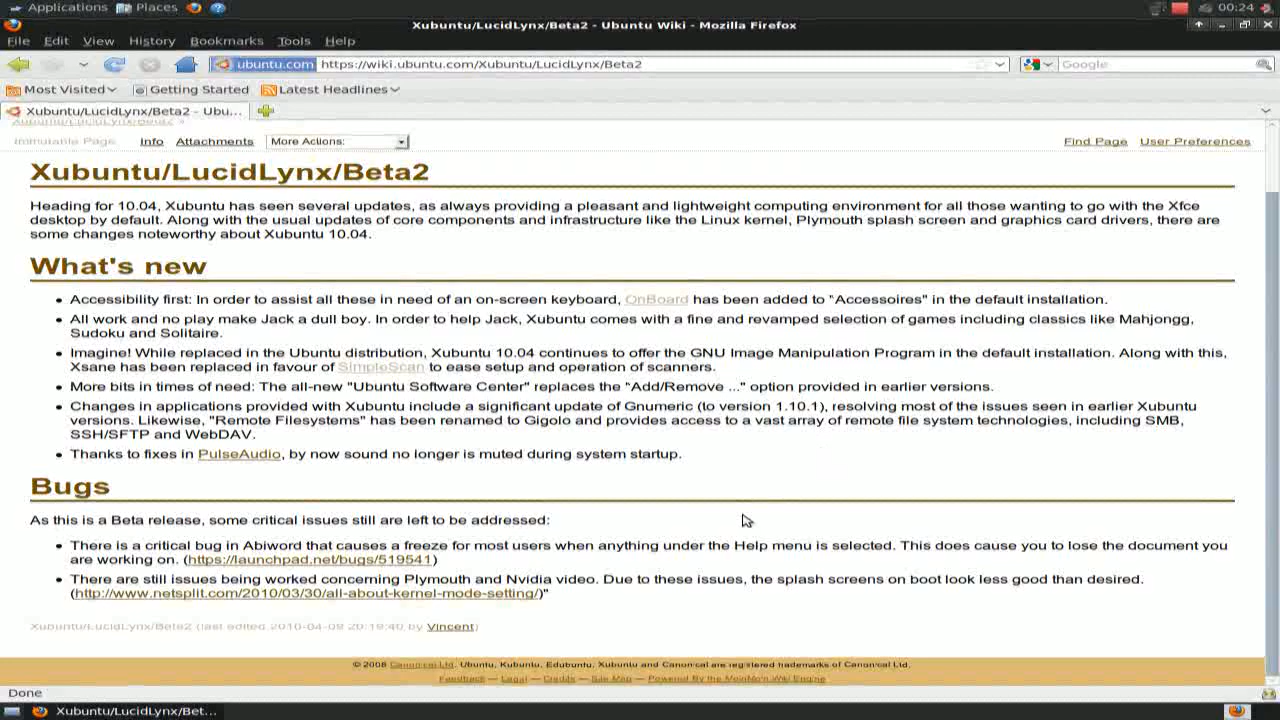 Applications Places 00:24
Xubuntu/LucidLynx/Beta2 - Ubuntu Wiki - Mozilla Firefox
File Edit View History Bookmarks Tools Help
ubuntu.com https://wiki.ubuntu.com/Xubuntu/LucidLynx/Beta2 Google
Most Visited Getting Started Latest Headlines
Xubuntu/LucidLynx/Beta2 - Ubu...
Xubuntu/LucidLynx/Beta2
Immutable Page Info Attachments More Actions: Find Page User Preferences
Xubuntu/LucidLynx/Beta2
Heading for 10.04, Xubuntu has seen several updates, as always providing a pleasant and lightweight computing environment for all those wanting to go with the Xfce
desktop by default. Along with the usual updates of core components and infrastructure like the Linux kernel, Plymouth splash screen and graphics card drivers, there are
some changes noteworthy about Xubuntu 10.04.
What's new
• Accessibility first: In order to assist all these in need of an on-screen keyboard, OnBoard has been added to "Accessoires" in the default installation.
• All work and no play make Jack a dull boy. In order to help Jack, Xubuntu comes with a fine and revamped selection of games including classics like Mahjongg,
Sudoku and Solitaire.
• Imagine! While replaced in the Ubuntu distribution, Xubuntu 10.04 continues to offer the GNU Image Manipulation Program in the default installation. Along with this,
Xsane has been replaced in favour of SimpleScan to ease setup and operation of scanners.
• More bits in times of need: The all-new "Ubuntu Software Center" replaces the "Add/Remove ..." option provided in earlier versions.
• Changes in applications provided with Xubuntu include a significant update of Gnumeric (to version 1.10.1), resolving most of the issues seen in earlier Xubuntu
versions. Likewise, "Remote Filesystems" has been renamed to Gigolo and provides access to a vast array of remote file system technologies, including SMB,
SSH/SFTP and WebDAV.
• Thanks to fixes in PulseAudio, by now sound no longer is muted during system startup.
Bugs
As this is a Beta release, some critical issues still are left to be addressed:
• There is a critical bug in Abiword that causes a freeze for most users when anything under the Help menu is selected. This does cause you to lose the document you
are working on. (https://launchpad.net/bugs/519541)
• There are still issues being worked concerning Plymouth and Nvidia video. Due to these issues, the splash screens on boot look less good than desired.
(http://www.netsplit.com/2010/03/30/all-about-kernel-mode-setting/)"
Xubuntu/LucidLynx/Beta2 (last edited 2010-04-09 20:19:40 by Vincent)
© 2008 Canonical Ltd. Ubuntu, Kubuntu, Edubuntu, Xubuntu and Canonical are registered trademarks of Canonical Ltd.
Feedback — Legal — Credits — Site Map — Powered By the MoinMoin Wiki Engine
Done
Xubuntu/LucidLynx/Bet...